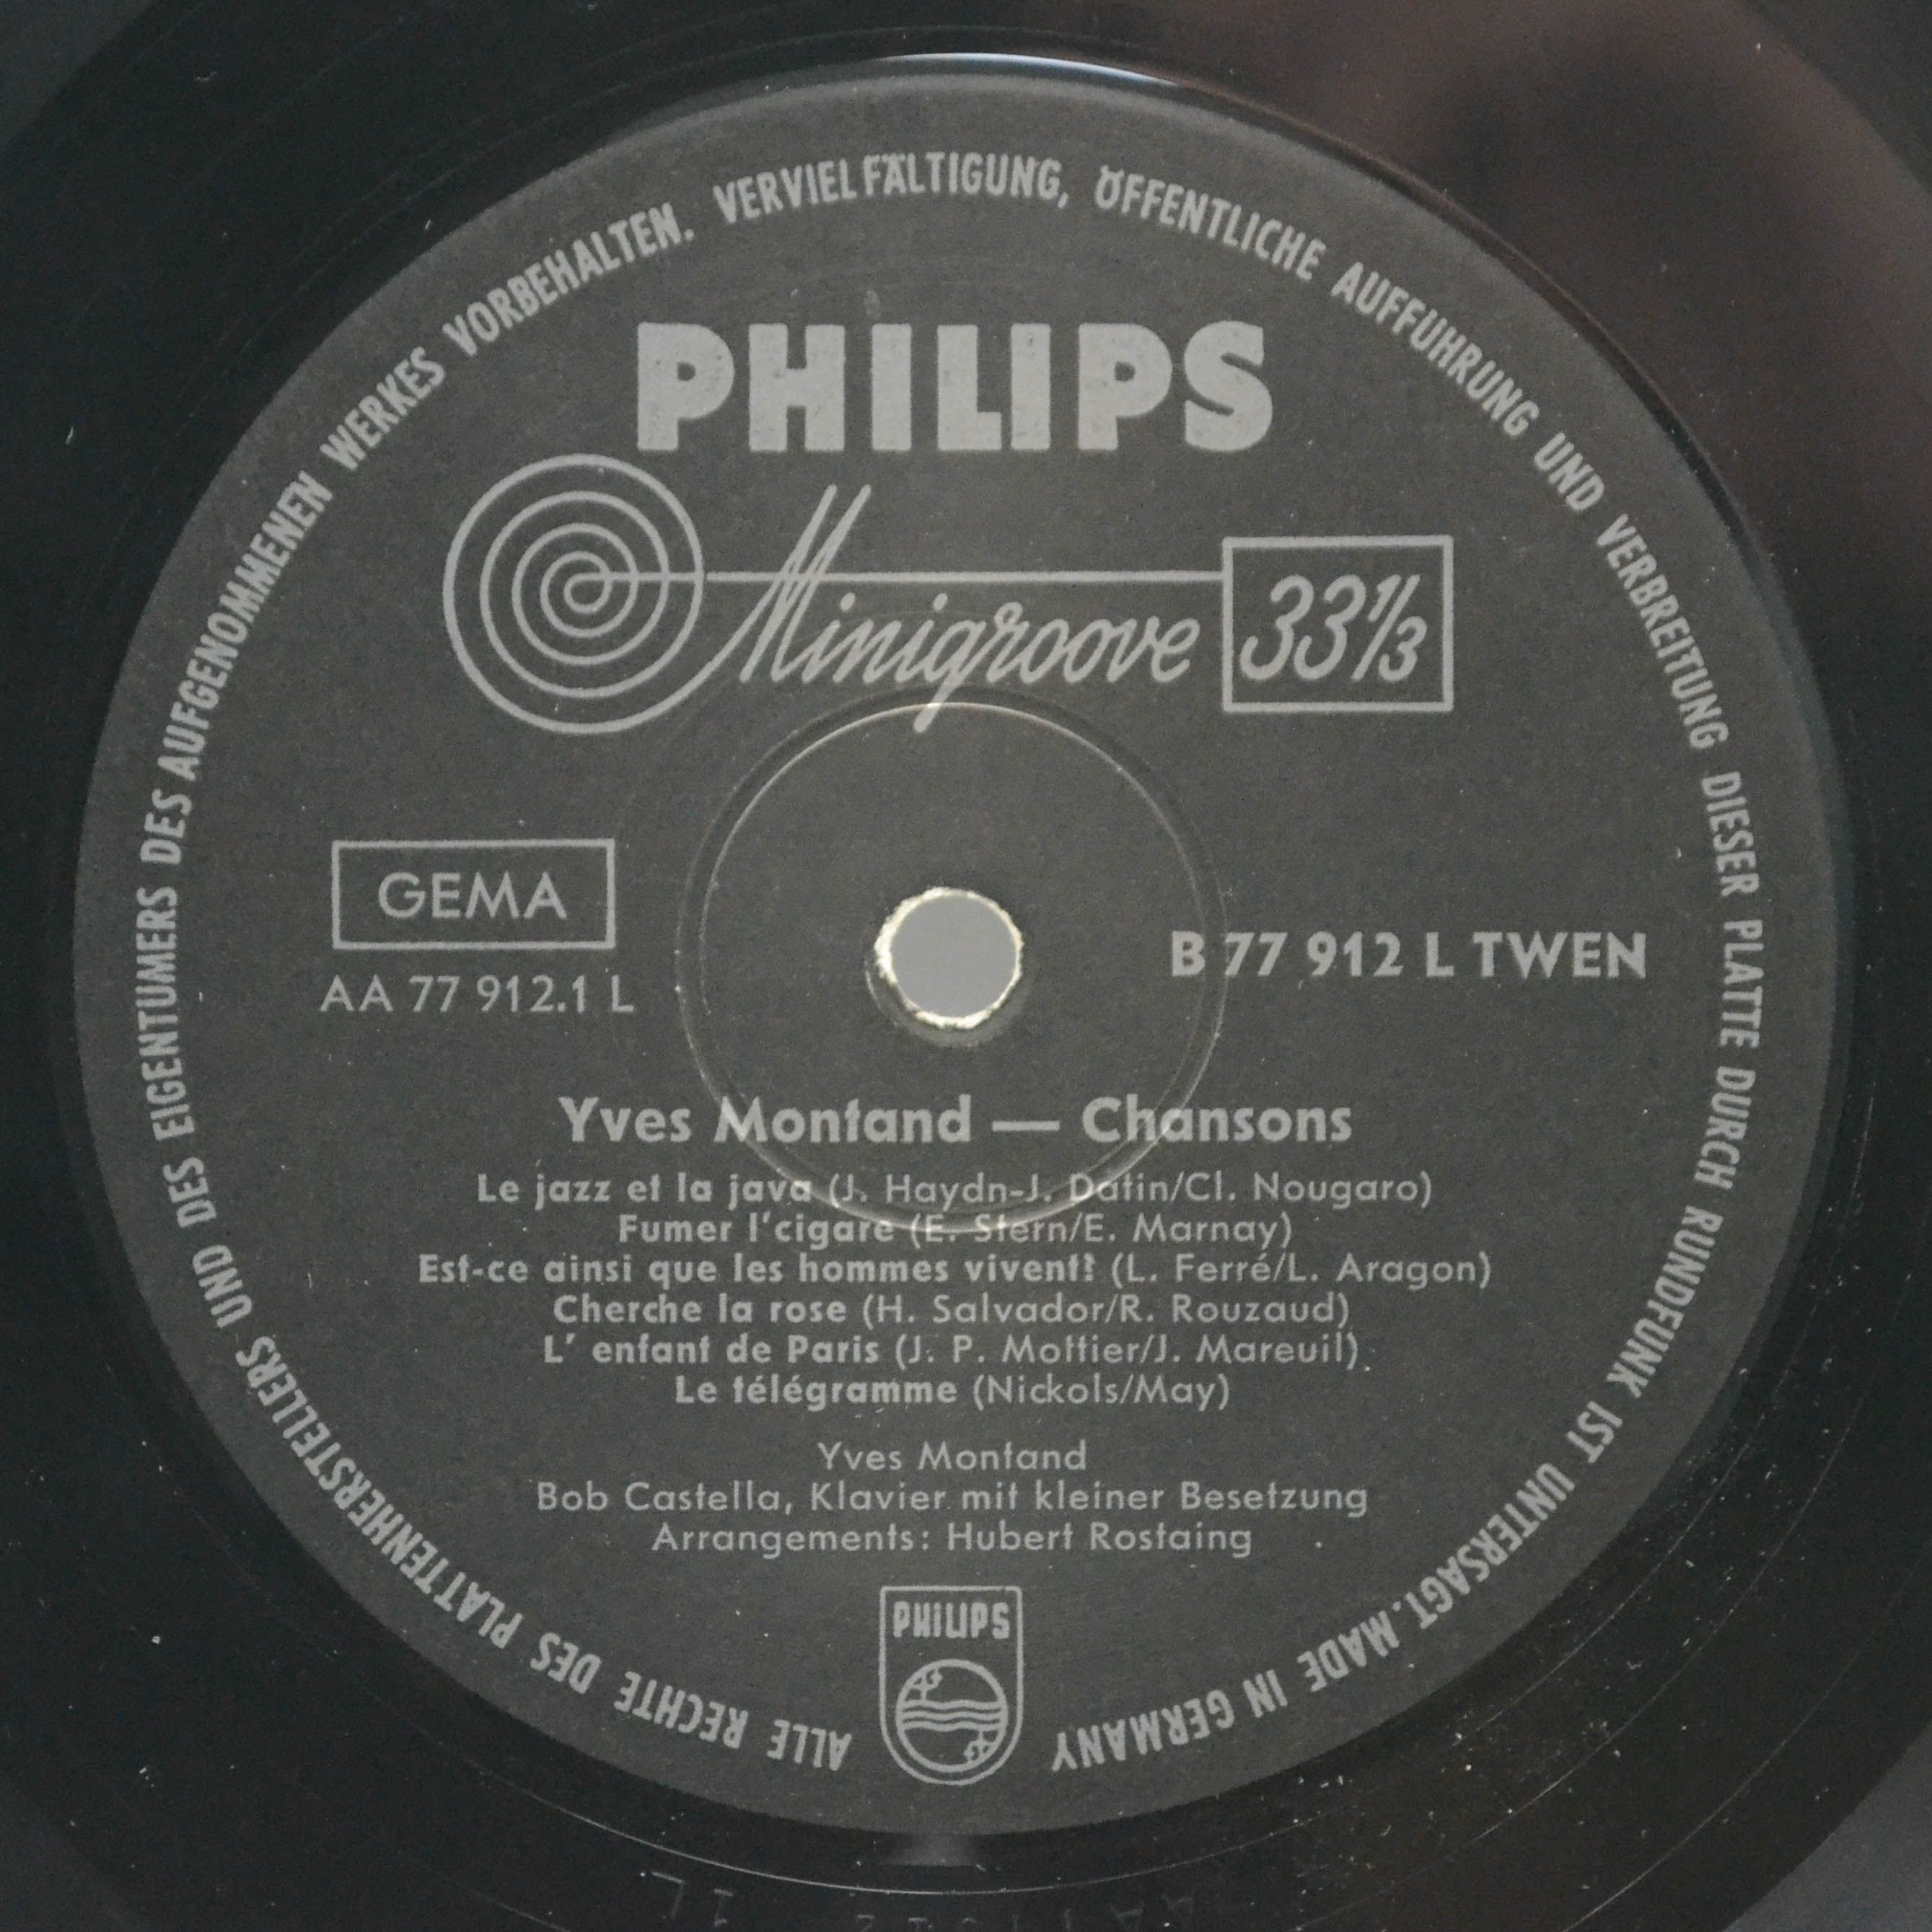 ALLE RECHTE DES PLATTENHERSTELLERS UND DES EIGENTUMERS DES AUFGENOMMENEN WERKES VORBEHALTEN. VERVIELFÄLTIGUNG, ÖFFENTLICHE AUFFUHRUNG UND VERBREITUNG DIESER PLATTE DURCH RUNDFUNK IST UNTERSAGT. MADE IN GERMANY
PHILIPS
Minigroove 33⅓
GEMA
AA 77 912.1 L
B 77 912 L TWEN
Yves Montand — Chansons
Le jazz et la java (J. Haydn-J. Datin/Cl. Nougaro)
Fumer l'cigare (E. Stern/E. Marnay)
Est-ce ainsi que les hommes vivent? (L. Ferré/L. Aragon)
Cherche la rose (H. Salvador/R. Rouzaud)
L' enfant de Paris (J. P. Mottier/J. Mareuil)
Le télégramme (Nickols/May)
Yves Montand
Bob Castella, Klavier mit kleiner Besetzung
Arrangements: Hubert Rostaing
PHILIPS